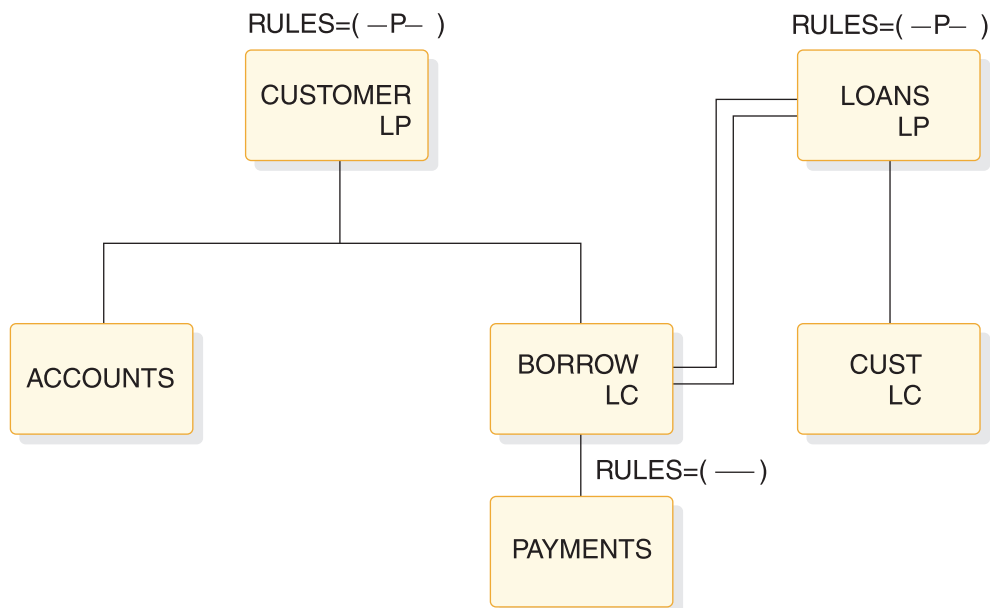 RULES=( –P– )
RULES=( –P– )
CUSTOMER
LP
LOANS
LP
ACCOUNTS
BORROW
LC
CUST
LC
RULES=( — )
PAYMENTS